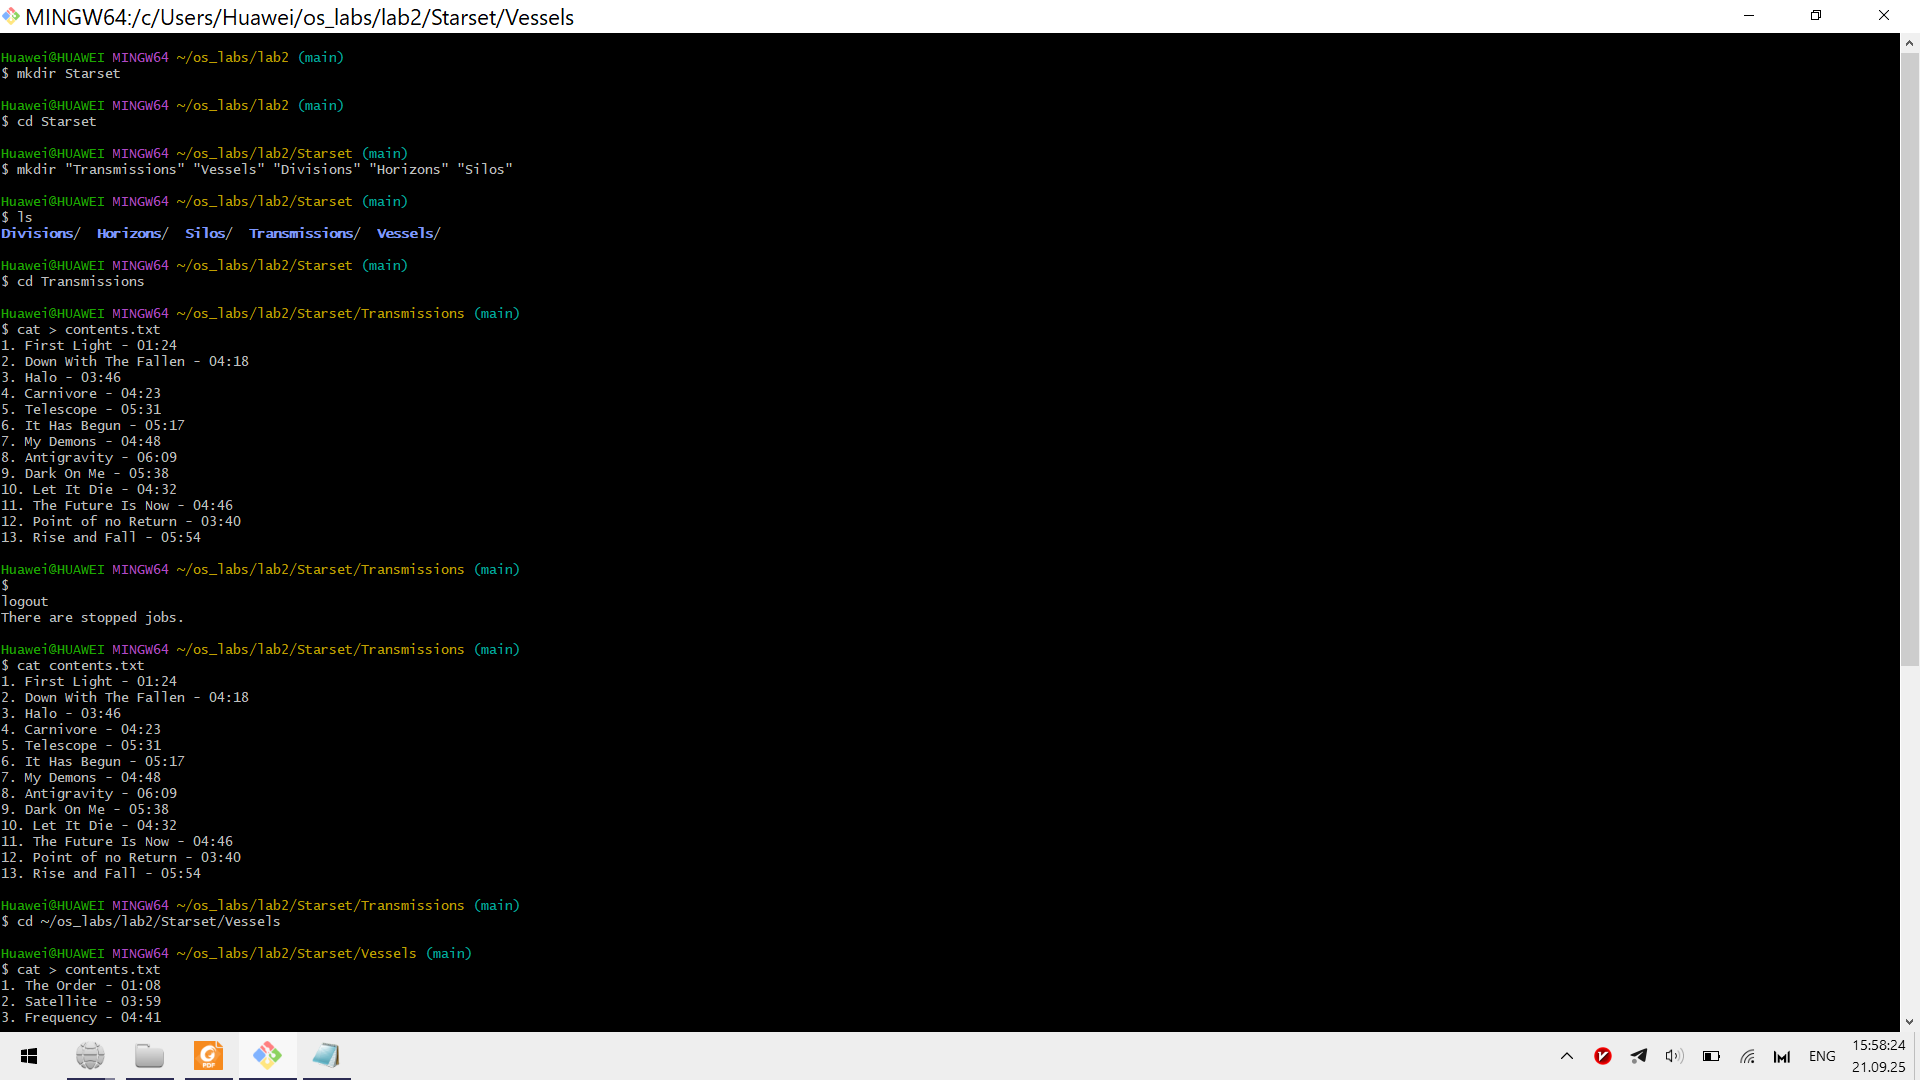 MINGW64:/c/Users/Huawei/os_labs/lab2/Starset/Vessels
Huawei@HUAWEI MINGW64 ~/os_labs/lab2 (main)
$ mkdir Starset
Huawei@HUAWEI MINGW64 ~/os_labs/lab2 (main)
$ cd Starset
Huawei@HUAWEI MINGW64 ~/os_labs/lab2/Starset (main)
$ mkdir "Transmissions" "Vessels" "Divisions" "Horizons" "Silos"
Huawei@HUAWEI MINGW64 ~/os_labs/lab2/Starset (main)
$ ls
Divisions/  Horizons/  Silos/  Transmissions/  Vessels/
Huawei@HUAWEI MINGW64 ~/os_labs/lab2/Starset (main)
$ cd Transmissions
Huawei@HUAWEI MINGW64 ~/os_labs/lab2/Starset/Transmissions (main)
$ cat > contents.txt
1. First Light - 01:24
2. Down With The Fallen - 04:18
3. Halo - 03:46
4. Carnivore - 04:23
5. Telescope - 05:31
6. It Has Begun - 05:17
7. My Demons - 04:48
8. Antigravity - 06:09
9. Dark On Me - 05:38
10. Let It Die - 04:32
11. The Future Is Now - 04:46
12. Point of no Return - 03:40
13. Rise and Fall - 05:54
Huawei@HUAWEI MINGW64 ~/os_labs/lab2/Starset/Transmissions (main)
$
logout
There are stopped jobs.
Huawei@HUAWEI MINGW64 ~/os_labs/lab2/Starset/Transmissions (main)
$ cat contents.txt
1. First Light - 01:24
2. Down With The Fallen - 04:18
3. Halo - 03:46
4. Carnivore - 04:23
5. Telescope - 05:31
6. It Has Begun - 05:17
7. My Demons - 04:48
8. Antigravity - 06:09
9. Dark On Me - 05:38
10. Let It Die - 04:32
11. The Future Is Now - 04:46
12. Point of no Return - 03:40
13. Rise and Fall - 05:54
Huawei@HUAWEI MINGW64 ~/os_labs/lab2/Starset/Transmissions (main)
$ cd ~/os_labs/lab2/Starset/Vessels
Huawei@HUAWEI MINGW64 ~/os_labs/lab2/Starset/Vessels (main)
$ cat > contents.txt
1. The Order - 01:08
2. Satellite - 03:59
3. Frequency - 04:41
PDF
ENG
15:58:24
21.09.25